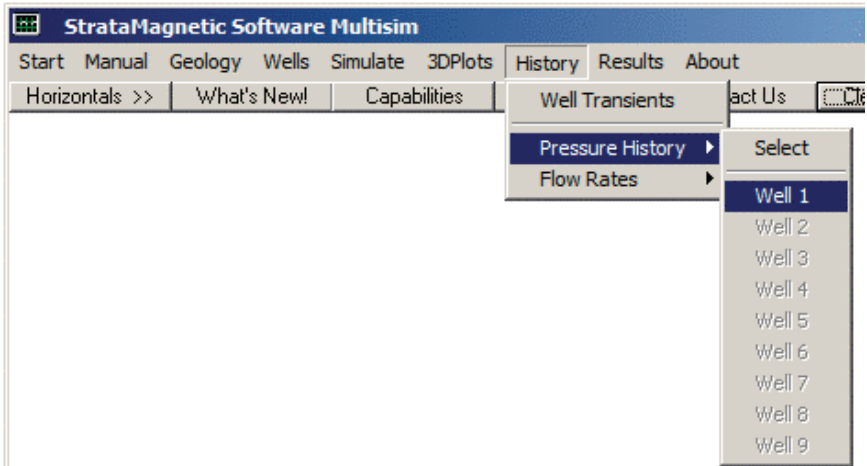 StrataMagnetic Software Multisim
Start Manual Geology Wells Simulate 3DPlots History Results About
Horizontals >> What's New! Capabilities act Us
Well Transients
Pressure History
Flow Rates
Select
Well 1
Well 2
Well 3
Well 4
Well 5
Well 6
Well 7
Well 8
Well 9